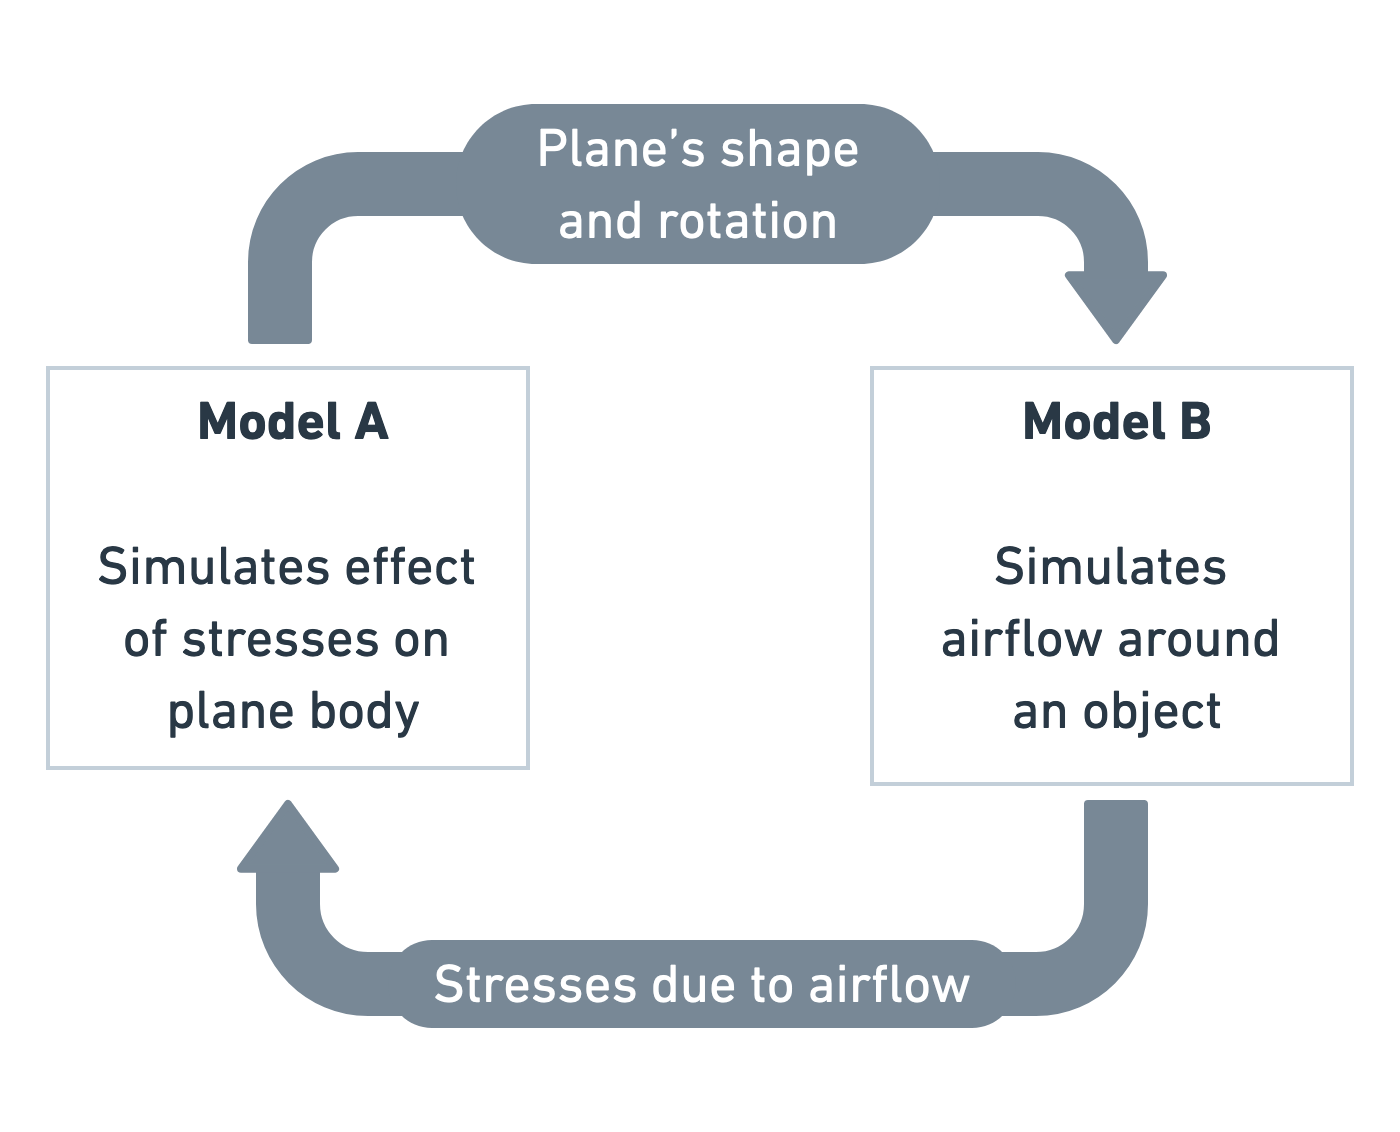 Plane’s shape
and rotation
Model A
Simulates effect
of stresses on
plane body
Model B
Simulates
airflow around
an object
Stresses due to airflow